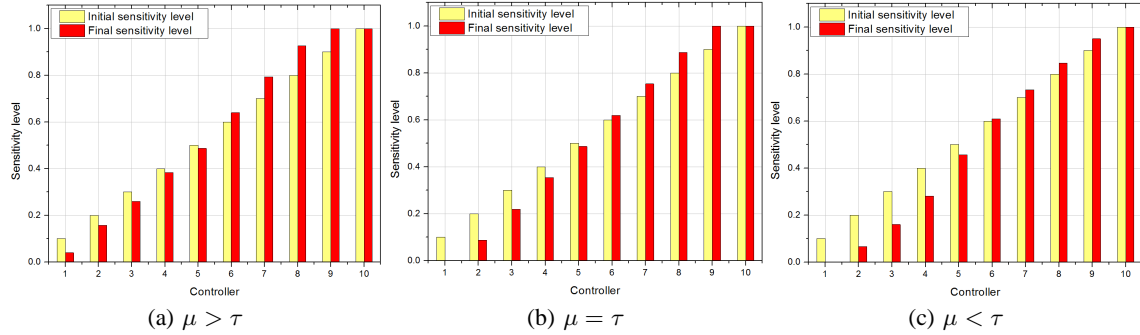 Initial sensitivity level
Final sensitivity level
Sensitivity level
1.0
0.8
0.6
0.4
0.2
0.0
1 2 3 4 5 6 7 8 9 10
Controller
(a) μ > τ
Initial sensitivity level
Final sensitivity level
Sensitivity level
1.0
0.8
0.6
0.4
0.2
0.0
1 2 3 4 5 6 7 8 9 10
Controller
(b) μ = τ
Initial sensitivity level
Final sensitivity level
Sensitivity level
1.0
0.8
0.6
0.4
0.2
0.0
1 2 3 4 5 6 7 8 9 10
Controller
(c) μ < τ